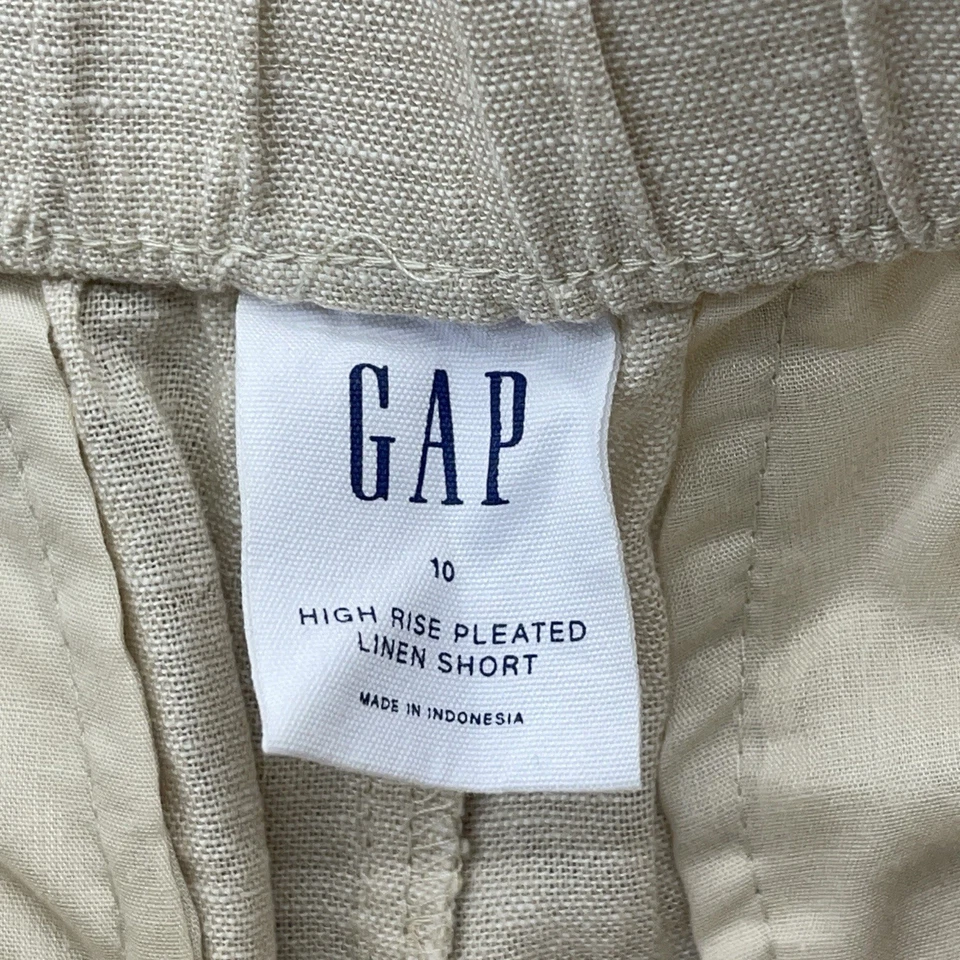 GAP
10
HIGH RISE PLEATED
LINEN SHORT
MADE IN INDONESIA